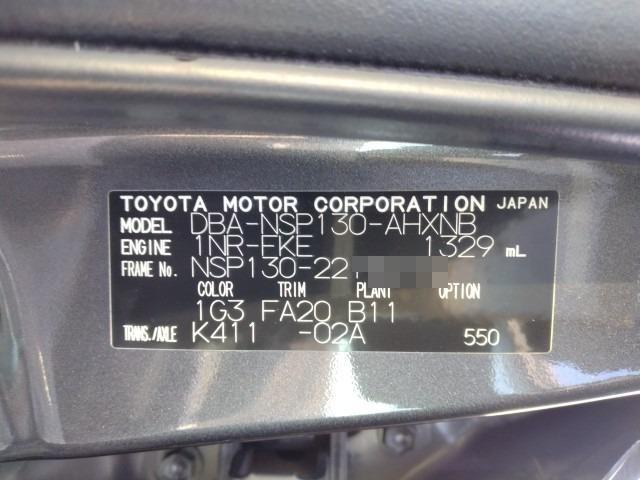 TOYOTA MOTOR CORPORATION JAPAN
MODEL DBA-NSP130-AHXNB
ENGINE 1NR-FKE 1329 mL
FRAME No. NSP130-221
COLOR TRIM PLANT OPTION
1G3 FA20 B11
TRANS./AXLE K411 -02A 550